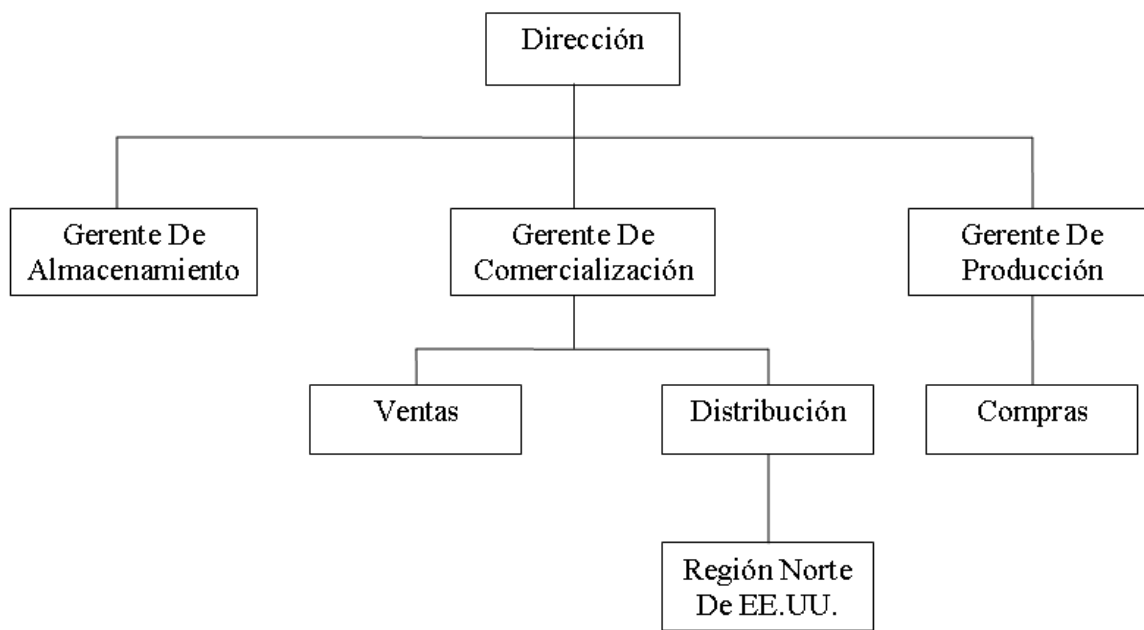 Dirección
Gerente De
Almacenamiento
Gerente De
Comercialización
Gerente De
Producción
Ventas
Distribución
Compras
Región Norte
De EE.UU.